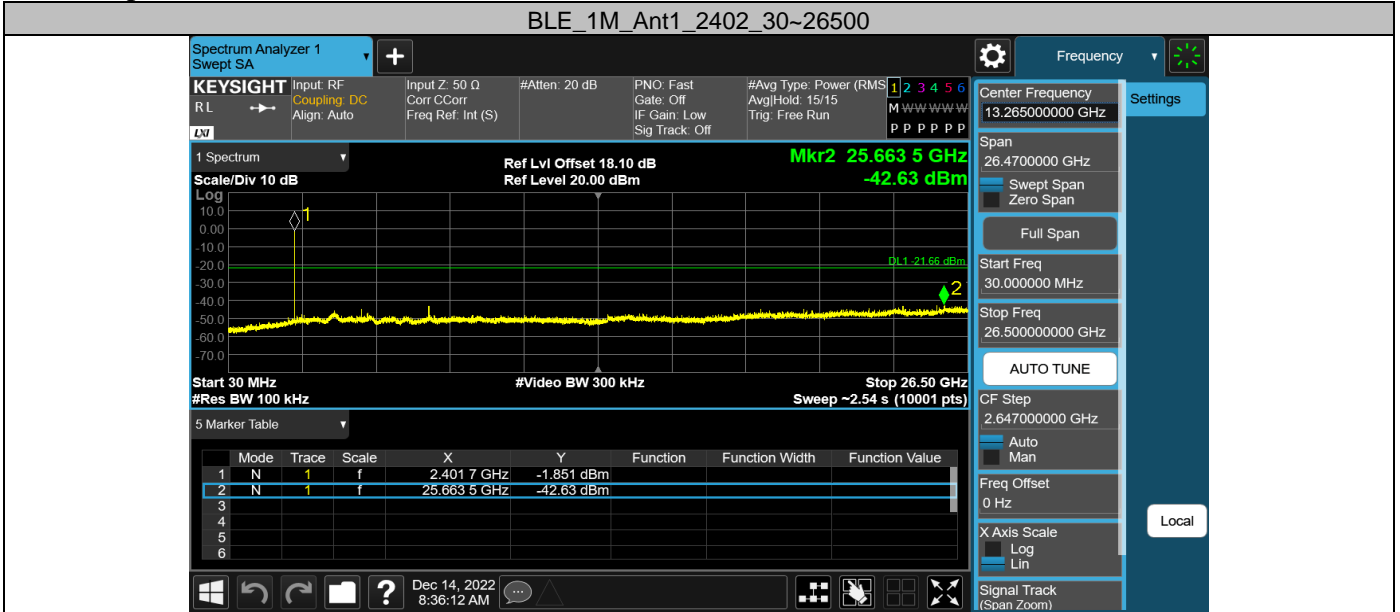 BLE_1M_Ant1_2402_30~26500
Spectrum Analyzer 1
Swept SA
+
Frequency
KEYSIGHT
R L
LXI
Input: RF
Coupling: DC
Align: Auto
Input Z: 50 Ω
Corr CCorr
Freq Ref: Int (S)
#Atten: 20 dB
PNO: Fast
Gate: Off
IF Gain: Low
Sig Track: Off
#Avg Type: Power (RMS
Avg|Hold: 15/15
Trig: Free Run
1 2 3 4 5 6
M W W W W W
P P P P P P
1 Spectrum
Scale/Div 10 dB
Ref Lvl Offset 18.10 dB
Ref Level 20.00 dBm
Mkr2 25.663 5 GHz
-42.63 dBm
Log
10.0
0.00
-10.0
-20.0
-30.0
-40.0
-50.0
-60.0
-70.0
1
DL1 -21.66 dBm
2
Start 30 MHz
#Res BW 100 kHz
#Video BW 300 kHz
Stop 26.50 GHz
Sweep ~2.54 s (10001 pts)
5 Marker Table
Mode Trace Scale X Y Function Function Width Function Value
1 N 1 f 2.401 7 GHz -1.851 dBm
2 N 1 f 25.663 5 GHz -42.63 dBm
3
4
5
6
Dec 14, 2022
8:36:12 AM
?
Center Frequency
13.265000000 GHz
Settings
Span
26.4700000 GHz
Swept Span
Zero Span
Full Span
Start Freq
30.000000 MHz
Stop Freq
26.500000000 GHz
AUTO TUNE
CF Step
2.647000000 GHz
Auto
Man
Freq Offset
0 Hz
Local
X Axis Scale
Log
Lin
Signal Track
(Span Zoom)